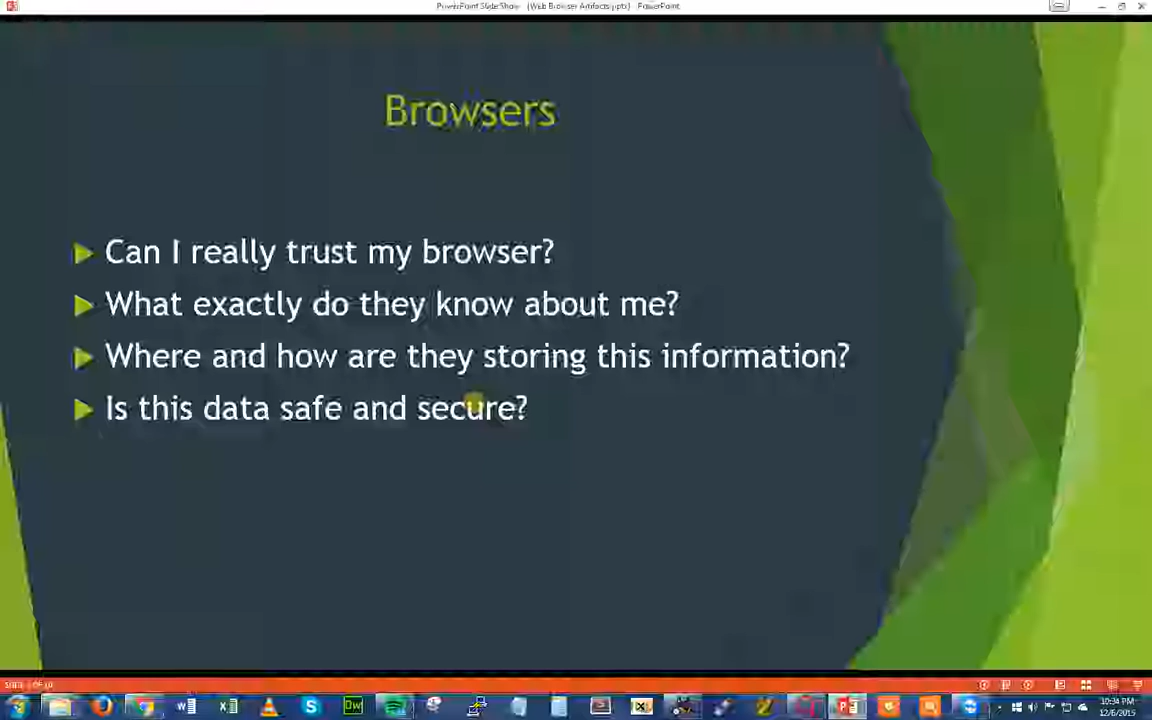 PowerPoint Slide Show - [Web Browser Artifacts.pptx] - PowerPoint
Browsers
Can I really trust my browser?
What exactly do they know about me?
Where and how are they storing this information?
Is this data safe and secure?
10:34 PM
12/6/2015